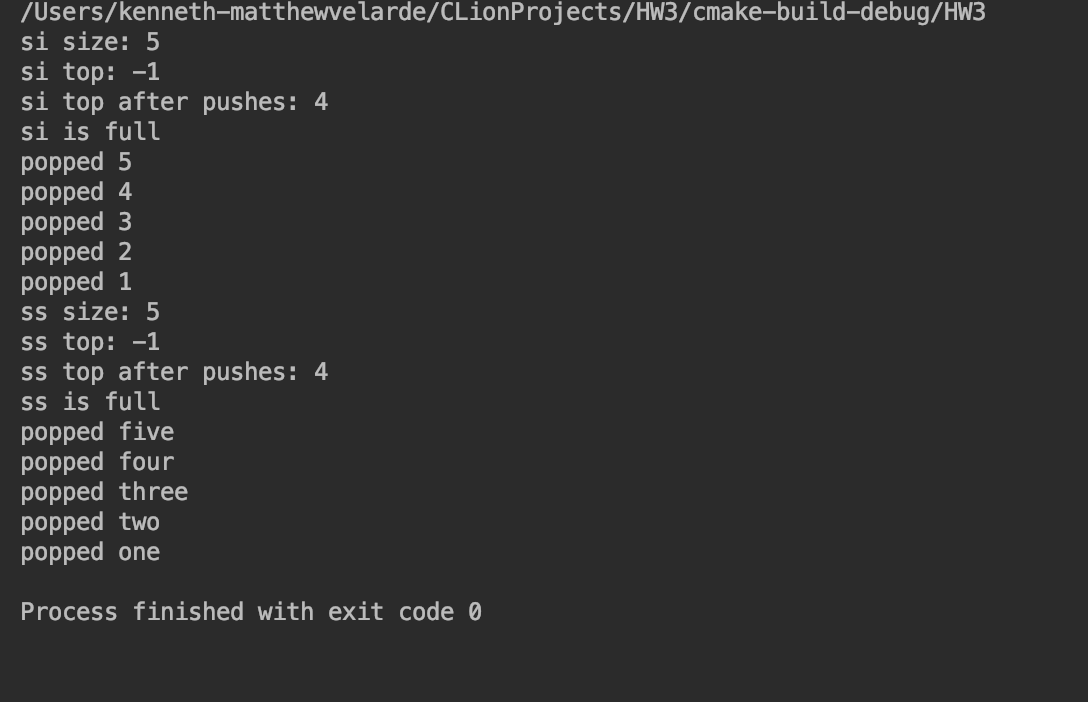 /Users/kenneth-matthewvelarde/CLionProjects/HW3/cmake-build-debug/HW3
si size: 5
si top: -1
si top after pushes: 4
si is full
popped 5
popped 4
popped 3
popped 2
popped 1
ss size: 5
ss top: -1
ss top after pushes: 4
ss is full
popped five
popped four
popped three
popped two
popped one
Process finished with exit code 0